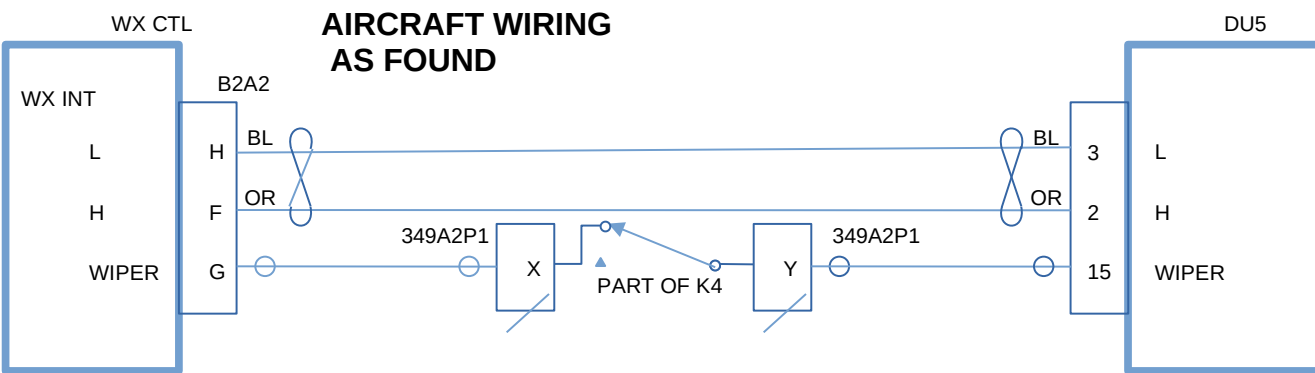 WX CTL
AIRCRAFT WIRING
AS FOUND
DU5
B2A2
WX INT
L H BL BL 3 L
H F OR OR 2 H
349A2P1 349A2P1
WIPER G X Y 15 WIPER
PART OF K4